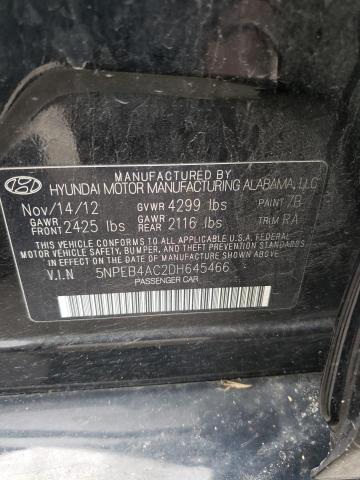 MANUFACTURED BY
HYUNDAI MOTOR MANUFACTURING ALABAMA, LLC
Nov/14/12 GVWR 4299 lbs PAINT 7B
GAWR FRONT 2425 lbs GAWR REAR 2116 lbs TRIM RA
THIS VEHICLE CONFORMS TO ALL APPLICABLE U.S.A. FEDERAL
MOTOR VEHICLE SAFETY, BUMPER, AND THEFT PREVENTION
STANDARDS IN EFFECT ON THE DATE OF MANUFACTURE SHOWN ABOVE.
V.I.N 5NPEB4AC2DH645466
PASSENGER CAR